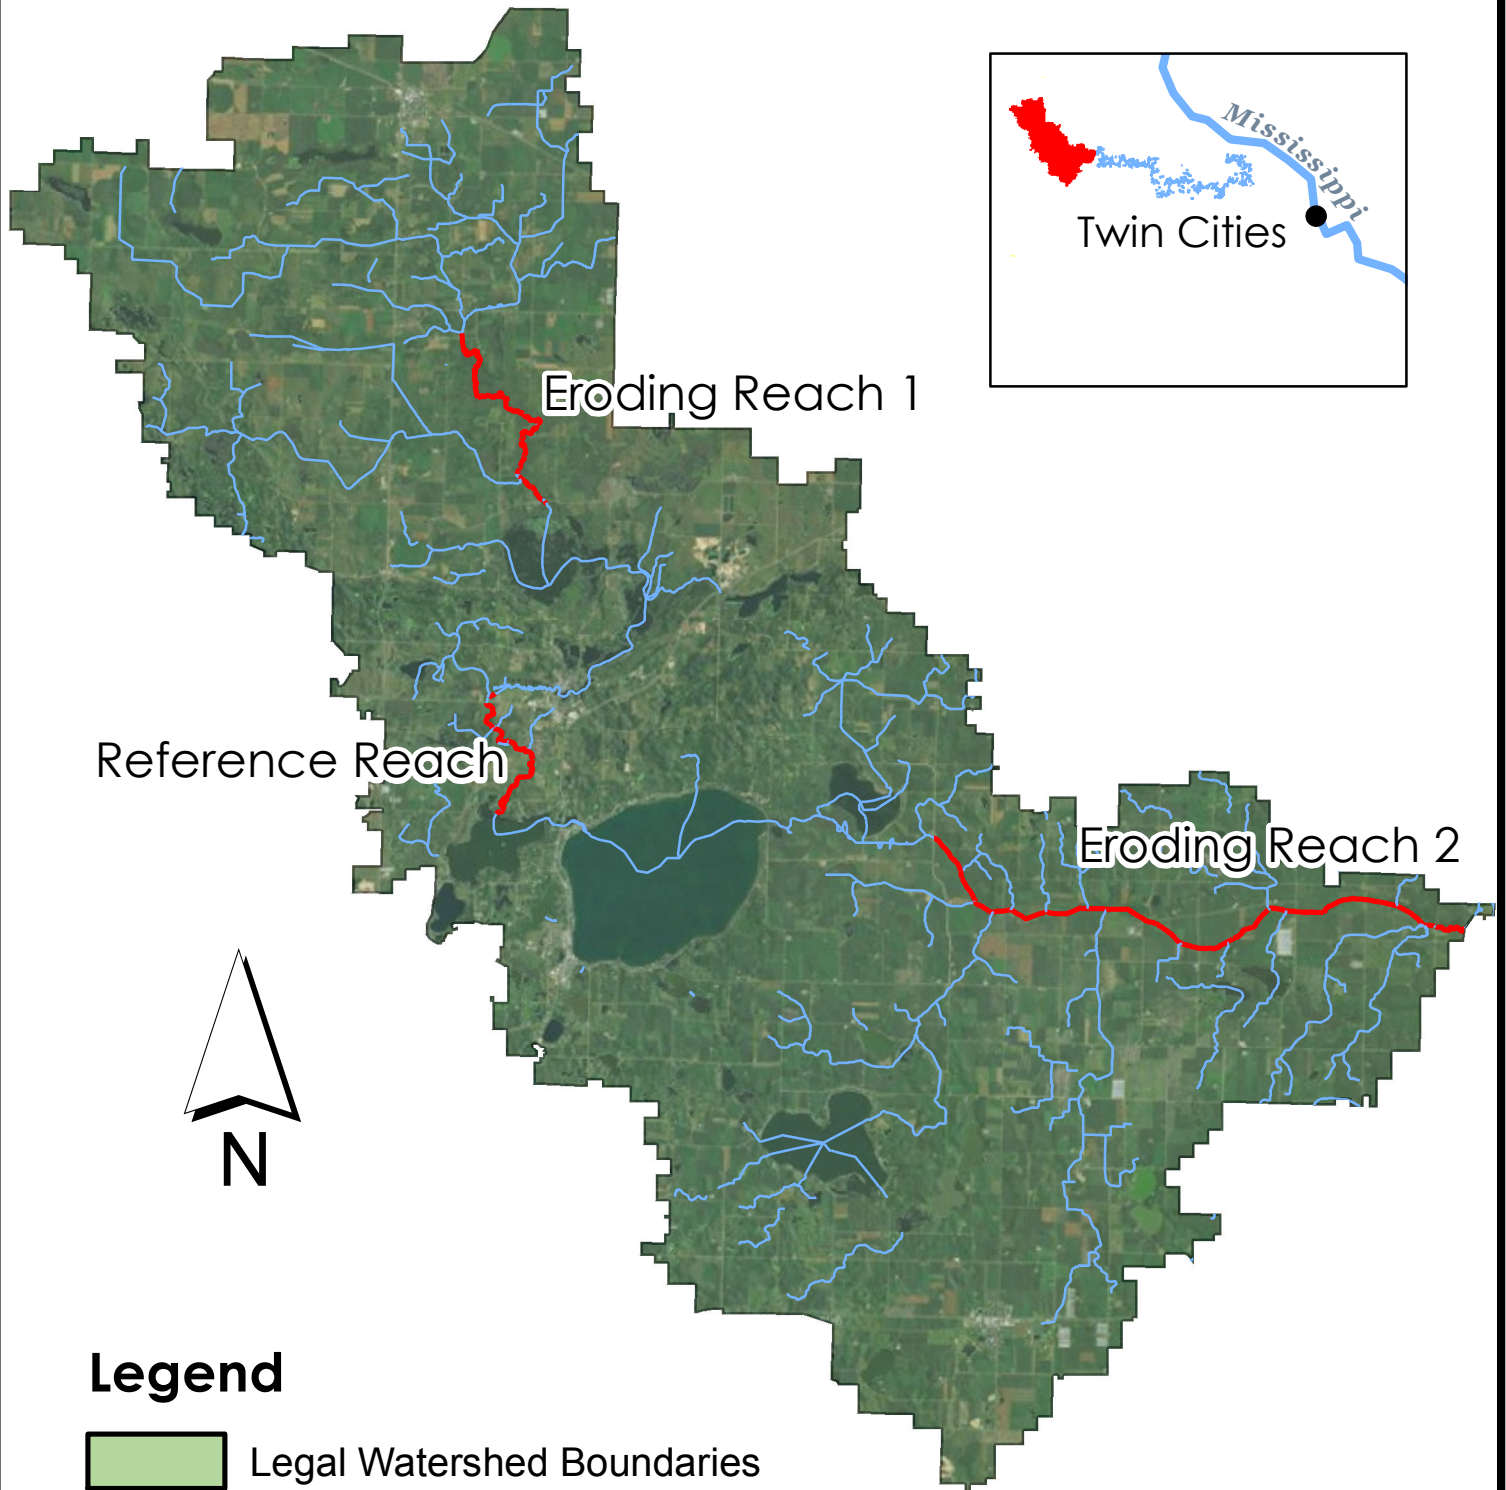 Mississippi
Twin Cities
Eroding Reach 1
Reference Reach
Eroding Reach 2
N
Legend
Legal Watershed Boundaries